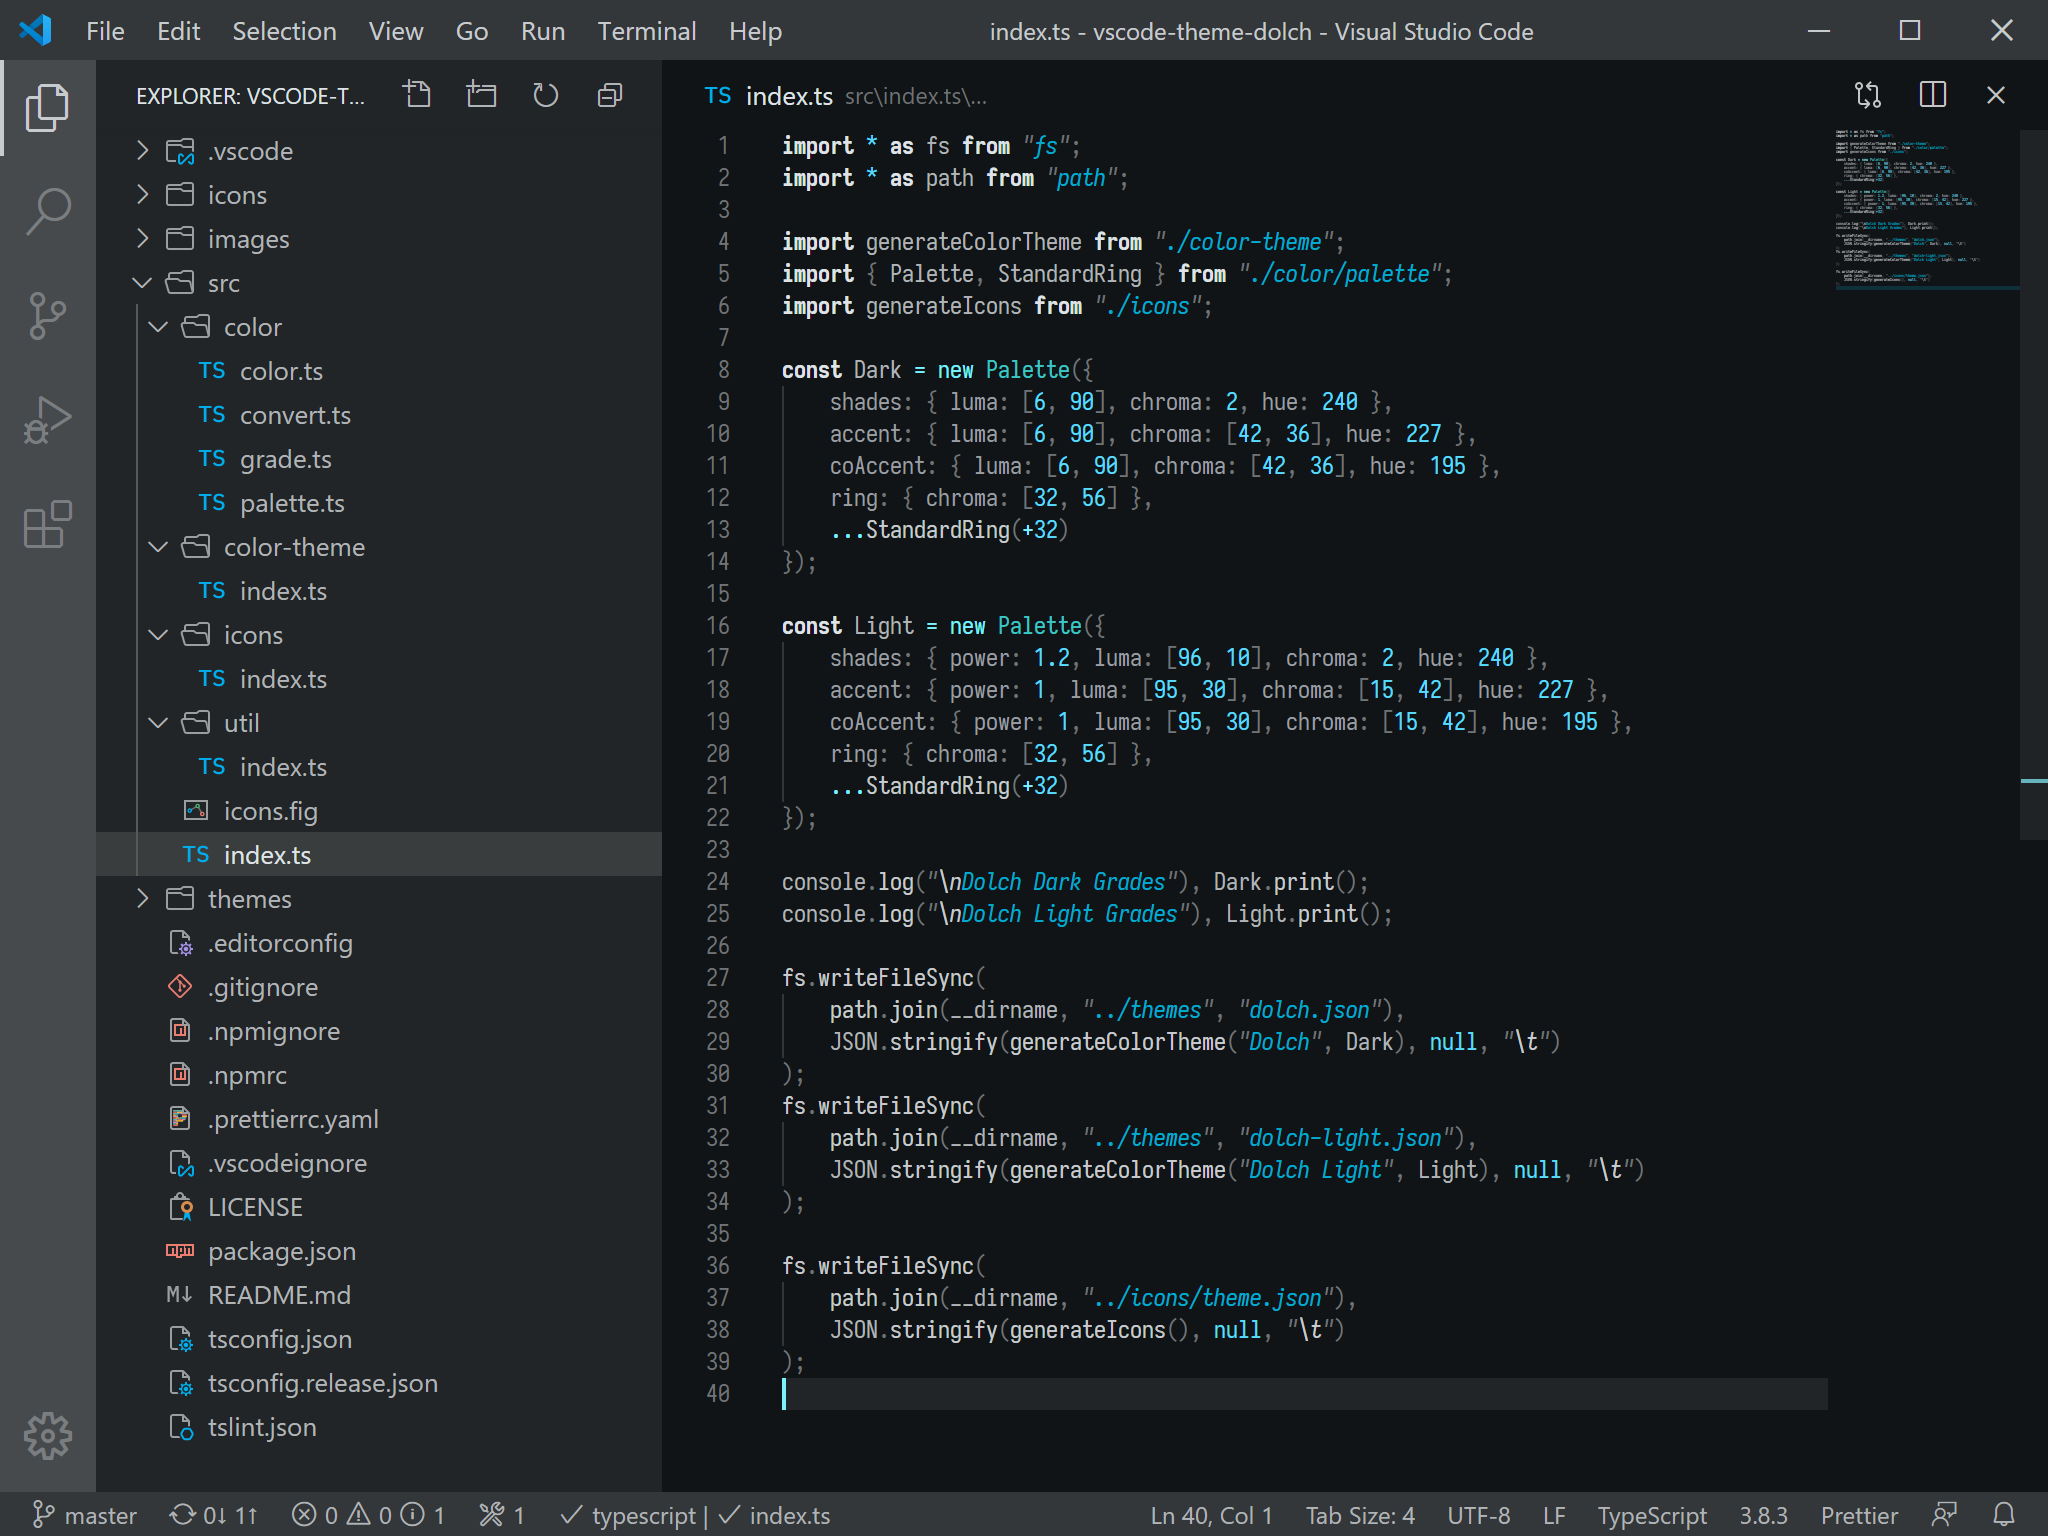 File Edit Selection View Go Run Terminal Help index.ts - vscode-theme-dolch - Visual Studio Code
EXPLORER: VSCODE-T...
.vscode
icons
images
src
color
TS color.ts
TS convert.ts
TS grade.ts
TS palette.ts
color-theme
TS index.ts
icons
TS index.ts
util
TS index.ts
icons.fig
TS index.ts
themes
.editorconfig
.gitignore
.npmignore
.npmrc
.prettierrc.yaml
.vscodeignore
LICENSE
package.json
M↓ README.md
tsconfig.json
tsconfig.release.json
tslint.json
TS index.ts src\index.ts\...
1 import * as fs from "fs";
2 import * as path from "path";
3
4 import generateColorTheme from "./color-theme";
5 import { Palette, StandardRing } from "./color/palette";
6 import generateIcons from "./icons";
7
8 const Dark = new Palette({
9     shades: { luma: [6, 90], chroma: 2, hue: 240 },
10     accent: { luma: [6, 90], chroma: [42, 36], hue: 227 },
11     coAccent: { luma: [6, 90], chroma: [42, 36], hue: 195 },
12     ring: { chroma: [32, 56] },
13     ...StandardRing(+32)
14 });
15
16 const Light = new Palette({
17     shades: { power: 1.2, luma: [96, 10], chroma: 2, hue: 240 },
18     accent: { power: 1, luma: [95, 30], chroma: [15, 42], hue: 227 },
19     coAccent: { power: 1, luma: [95, 30], chroma: [15, 42], hue: 195 },
20     ring: { chroma: [32, 56] },
21     ...StandardRing(+32)
22 });
23
24 console.log("\nDolch Dark Grades"), Dark.print();
25 console.log("\nDolch Light Grades"), Light.print();
26
27 fs.writeFileSync(
28     path.join(__dirname, "../themes", "dolch.json"),
29     JSON.stringify(generateColorTheme("Dolch", Dark), null, "\t")
30 );
31 fs.writeFileSync(
32     path.join(__dirname, "../themes", "dolch-light.json"),
33     JSON.stringify(generateColorTheme("Dolch Light", Light), null, "\t")
34 );
35
36 fs.writeFileSync(
37     path.join(__dirname, "../icons/theme.json"),
38     JSON.stringify(generateIcons(), null, "\t")
39 );
40
master 0↓ 1↑ 0 0 1 1 ✓ typescript | ✓ index.ts Ln 40, Col 1 Tab Size: 4 UTF-8 LF TypeScript 3.8.3 Prettier